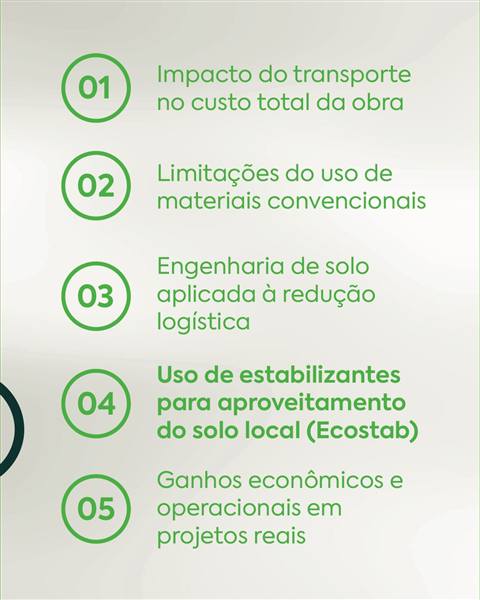 01
Impacto do transporte
no custo total da obra
02
Limitações do uso de
materiais convencionais
03
Engenharia de solo
aplicada à redução
logística
04
Uso de estabilizantes
para aproveitamento
do solo local (Ecostab)
05
Ganhos econômicos e
operacionais em
projetos reais